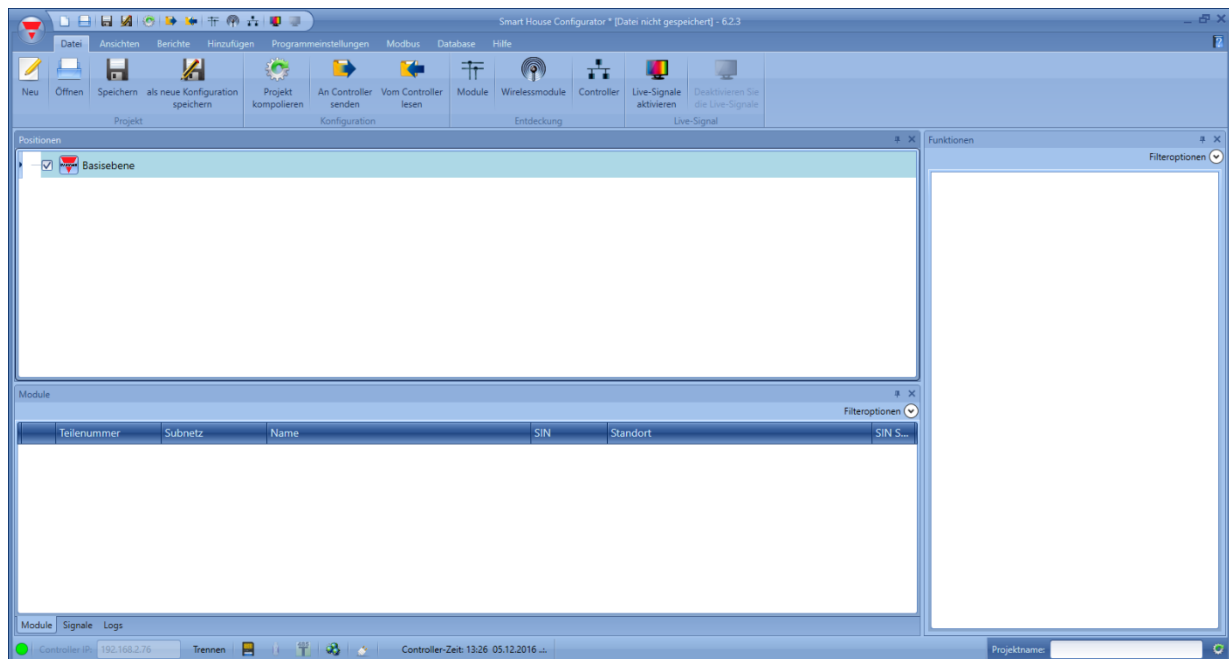 Smart House Configurator * [Datei nicht gespeichert] - 6.2.3
Datei Ansichten Berichte Hinzufügen Programmeinstellungen Modbus Database Hilfe
Neu Öffnen Speichern als neue Konfiguration speichern Projekt kompolieren An Controller senden Vom Controller lesen Module Wirelessmodule Controller Live-Signale aktivieren Deaktivieren Sie die Live-Signale
Projekt Konfiguration Entdeckung Live-Signal
Positionen
Basisebene
Funktionen
Filteroptionen
Module
Filteroptionen
Teilenummer Subnetz Name SIN Standort SIN S...
Module Signale Logs
Controller IP: 192.168.2.76 Trennen Controller-Zeit: 13:26 05.12.2016 .:. Projektname: